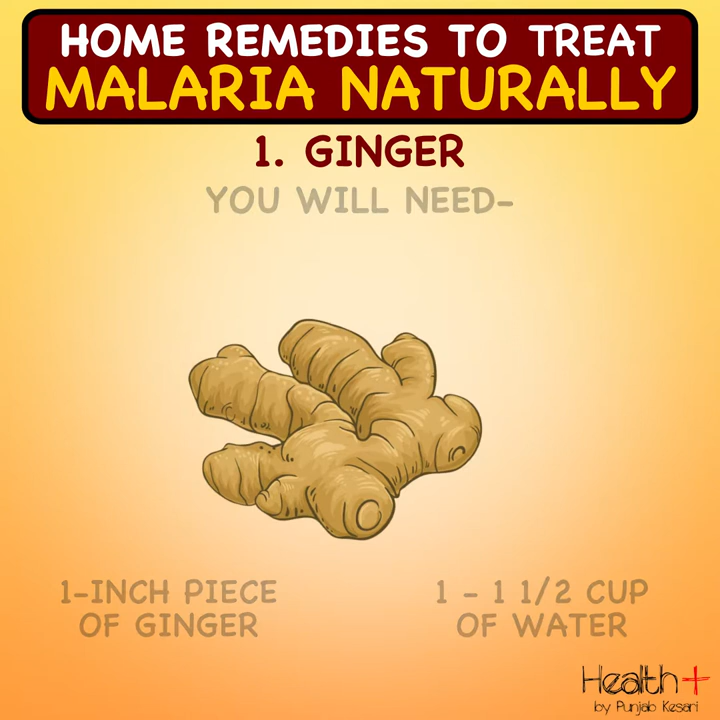 HOME REMEDIES TO TREAT
MALARIA NATURALLY
1. GINGER
YOU WILL NEED-
1-INCH PIECE
OF GINGER
1 - 1 1/2 CUP
OF WATER
Health+
by Punjab Kesari